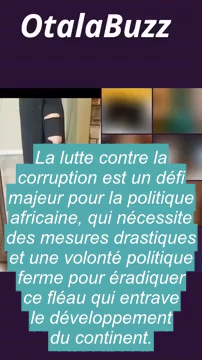 OtalaBuzz
La lutte contre la
corruption est un défi
majeur pour la politique
africaine, qui nécessite
des mesures drastiques
et une volonté politique
ferme pour éradiquer
ce fléau qui entrave
le développement
du continent.